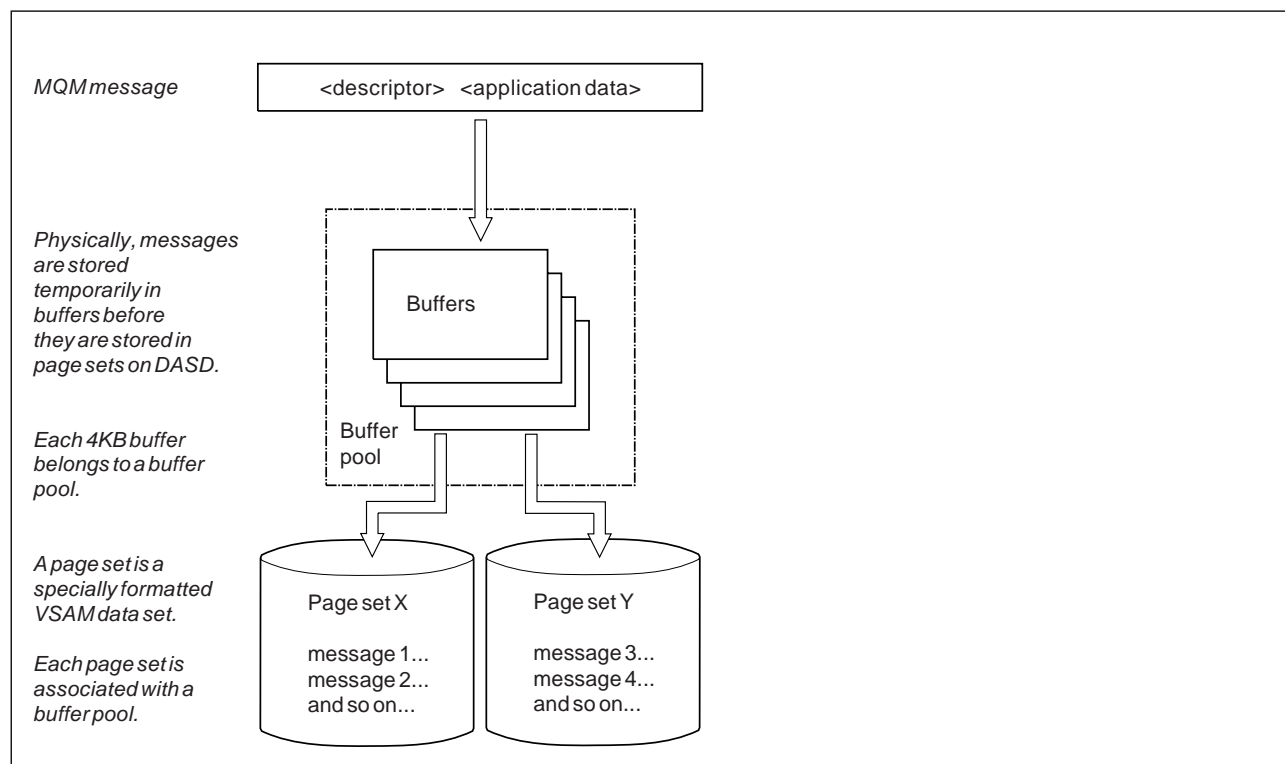 MQM message
<descriptor> <application data>
Physically, messages
are stored
temporarily in
buffers before
they are stored in
page sets on DASD.
Buffers
Each 4KB buffer
belongs to a buffer
pool.
Buffer
pool
A page set is a
specially formatted
VSAM data set.
Each page set is
associated with a
buffer pool.
Page set X
message 1...
message 2...
and so on...
Page set Y
message 3...
message 4...
and so on...